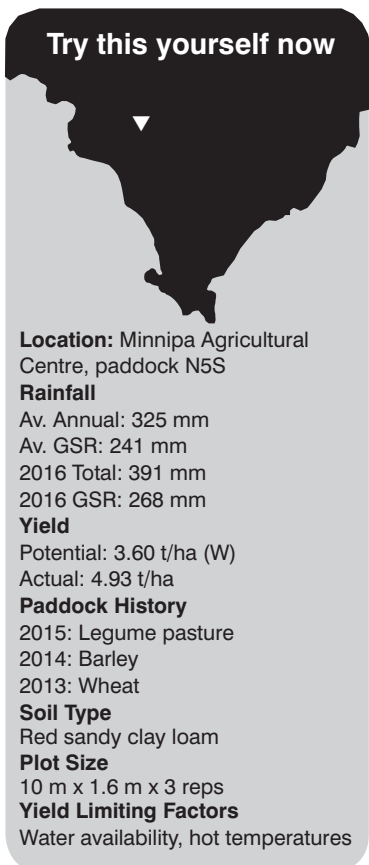 Try this yourself now
Location: Minnipa Agricultural
Centre, paddock N5S
Rainfall
Av. Annual: 325 mm
Av. GSR: 241 mm
2016 Total: 391 mm
2016 GSR: 268 mm
Yield
Potential: 3.60 t/ha (W)
Actual: 4.93 t/ha
Paddock History
2015: Legume pasture
2014: Barley
2013: Wheat
Soil Type
Red sandy clay loam
Plot Size
10 m x 1.6 m x 3 reps
Yield Limiting Factors
Water availability, hot temperatures